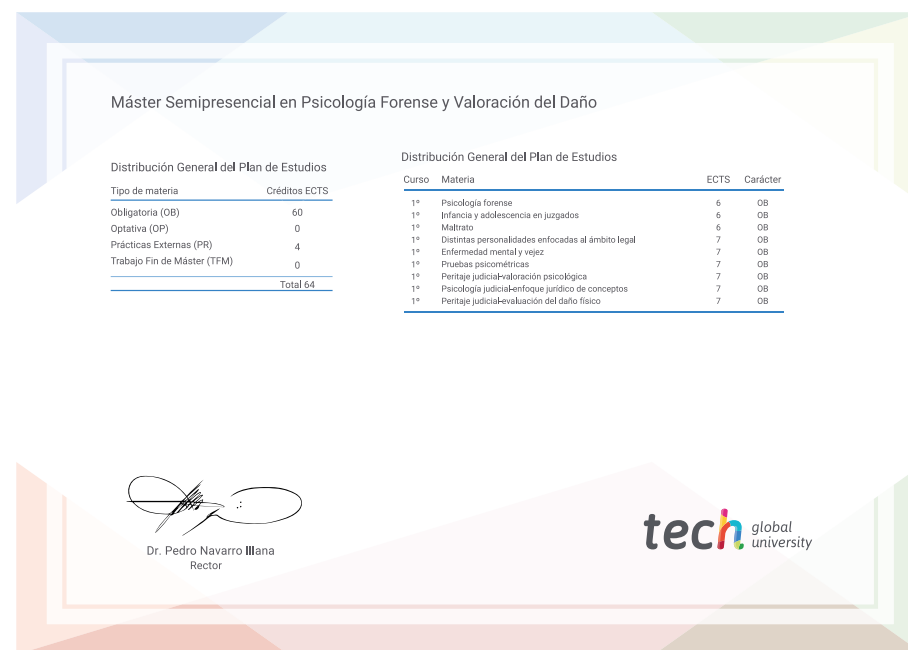 Máster Semipresencial en Psicología Forense y Valoración del Daño
Distribución General del Plan de Estudios
Tipo de materia Créditos ECTS
Obligatoria (OB) 60
Optativa (OP) 0
Prácticas Externas (PR) 4
Trabajo Fin de Máster (TFM) 0
Total 64
Distribución General del Plan de Estudios
Curso Materia ECTS Carácter
1º Psicología forense 6 OB
1º Infancia y adolescencia en juzgados 6 OB
1º Maltrato 6 OB
1º Distintas personalidades enfocadas al ámbito legal 7 OB
1º Enfermedad mental y vejez 7 OB
1º Pruebas psicométricas 7 OB
1º Peritaje judicial-valoración psicológica 7 OB
1º Psicología judicial-enfoque jurídico de conceptos 7 OB
1º Peritaje judicial-evaluación del daño físico 7 OB
Dr. Pedro Navarro Illana
Rector
tech global
university